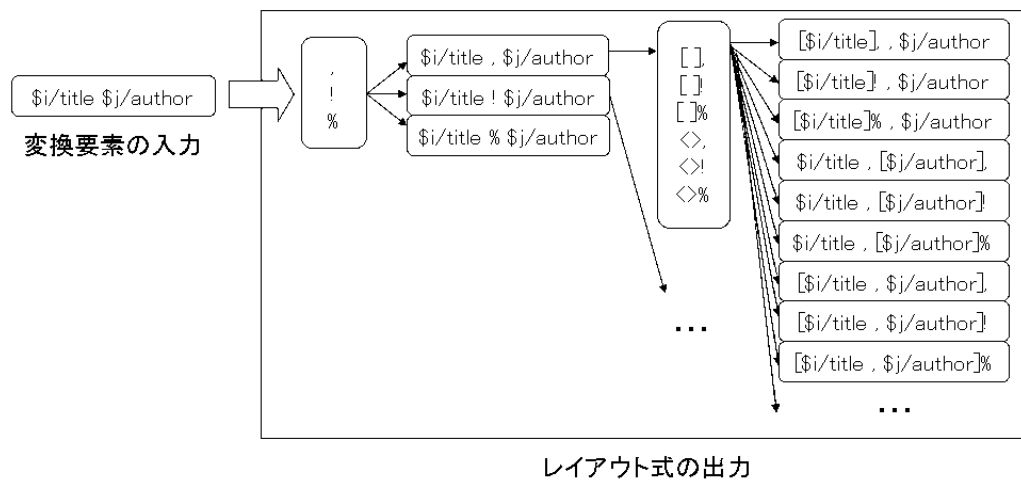 $i/title $j/author
変換要素の入力
,
!
%
$i/title , $j/author
$i/title ! $j/author
$i/title % $j/author
[ ],
[ ]!
[ ]%
<>,
<>!
<>%
...
[$i/title], , $j/author
[$i/title]! , $j/author
[$i/title]% , $j/author
$i/title , [$j/author],
$i/title , [$j/author]!
$i/title , [$j/author]%
[$i/title , $j/author],
[$i/title , $j/author]!
[$i/title , $j/author]%
...
レイアウト式の出力